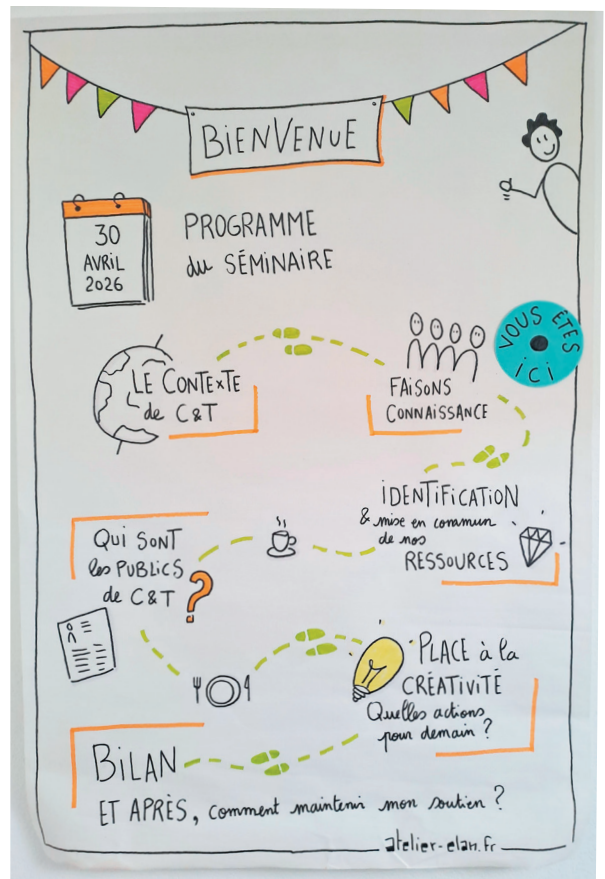 BIENVENUE
30
AVRIL
2026
PROGRAMME
du SÉMINAIRE
LE CONTEXTE
de C&T
FAISONS
CONNAISSANCE
VOUS ÊTES
ICI
IDENTIFICATION
& mise en commun
de nos
RESSOURCES
QUI SONT
les PUBLICS
de C&T ?
PLACE à la
CRÉATIVITÉ
Quelles actions
pour demain ?
BILAN
ET APRÈS, comment maintenir mon soutien ?
atelier-elan.fr